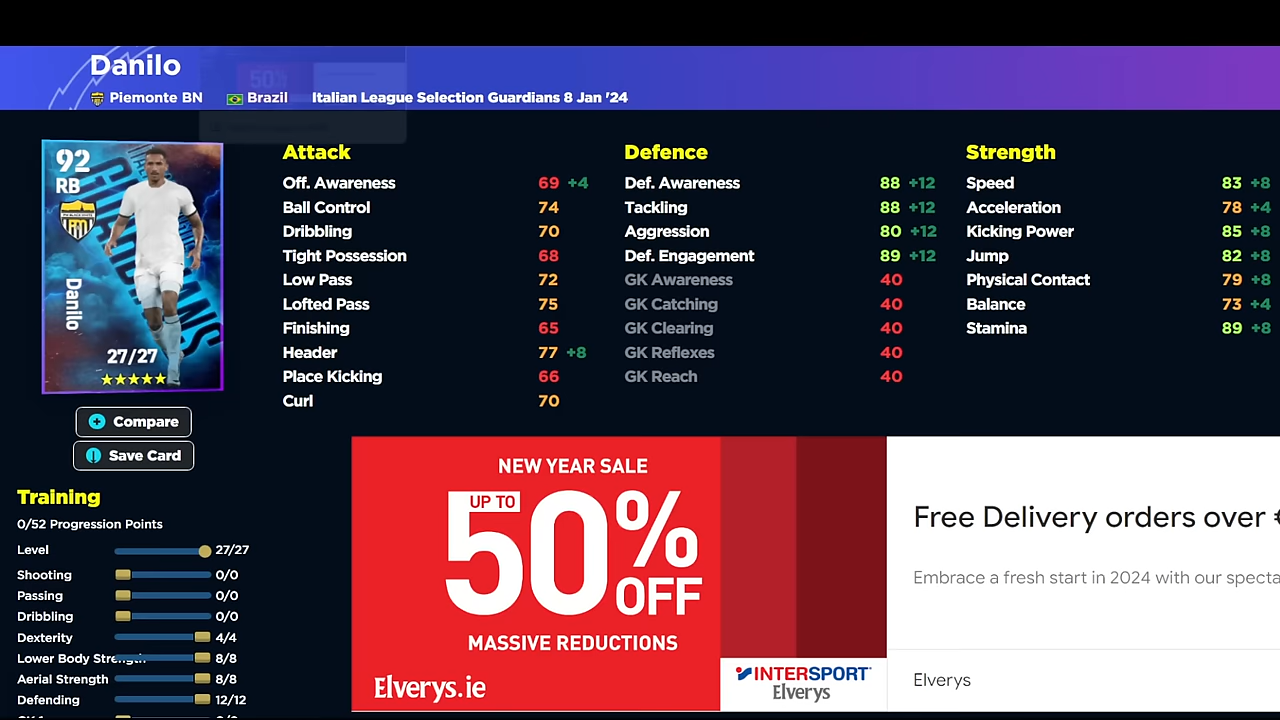 Danilo
Piemonte BN Brazil Italian League Selection Guardians 8 Jan '24
92
RB
Danilo
27/27
Compare
Save Card
Attack
Off. Awareness 69 +4
Ball Control 74
Dribbling 70
Tight Possession 68
Low Pass 72
Lofted Pass 75
Finishing 65
Header 77 +8
Place Kicking 66
Curl 70
Defence
Def. Awareness 88 +12
Tackling 88 +12
Aggression 80 +12
Def. Engagement 89 +12
GK Awareness 40
GK Catching 40
GK Clearing 40
GK Reflexes 40
GK Reach 40
Strength
Speed 83 +8
Acceleration 78 +4
Kicking Power 85 +8
Jump 82 +8
Physical Contact 79 +8
Balance 73 +4
Stamina 89 +8
Training
0/52 Progression Points
Level 27/27
Shooting 0/0
Passing 0/0
Dribbling 0/0
Dexterity 4/4
Lower Body Strength 8/8
Aerial Strength 8/8
Defending 12/12
NEW YEAR SALE
UP TO
50%
OFF
MASSIVE REDUCTIONS
Elverys.ie
INTERSPORT
Elverys
Free Delivery orders over €
Embrace a fresh start in 2024 with our specta
Elverys